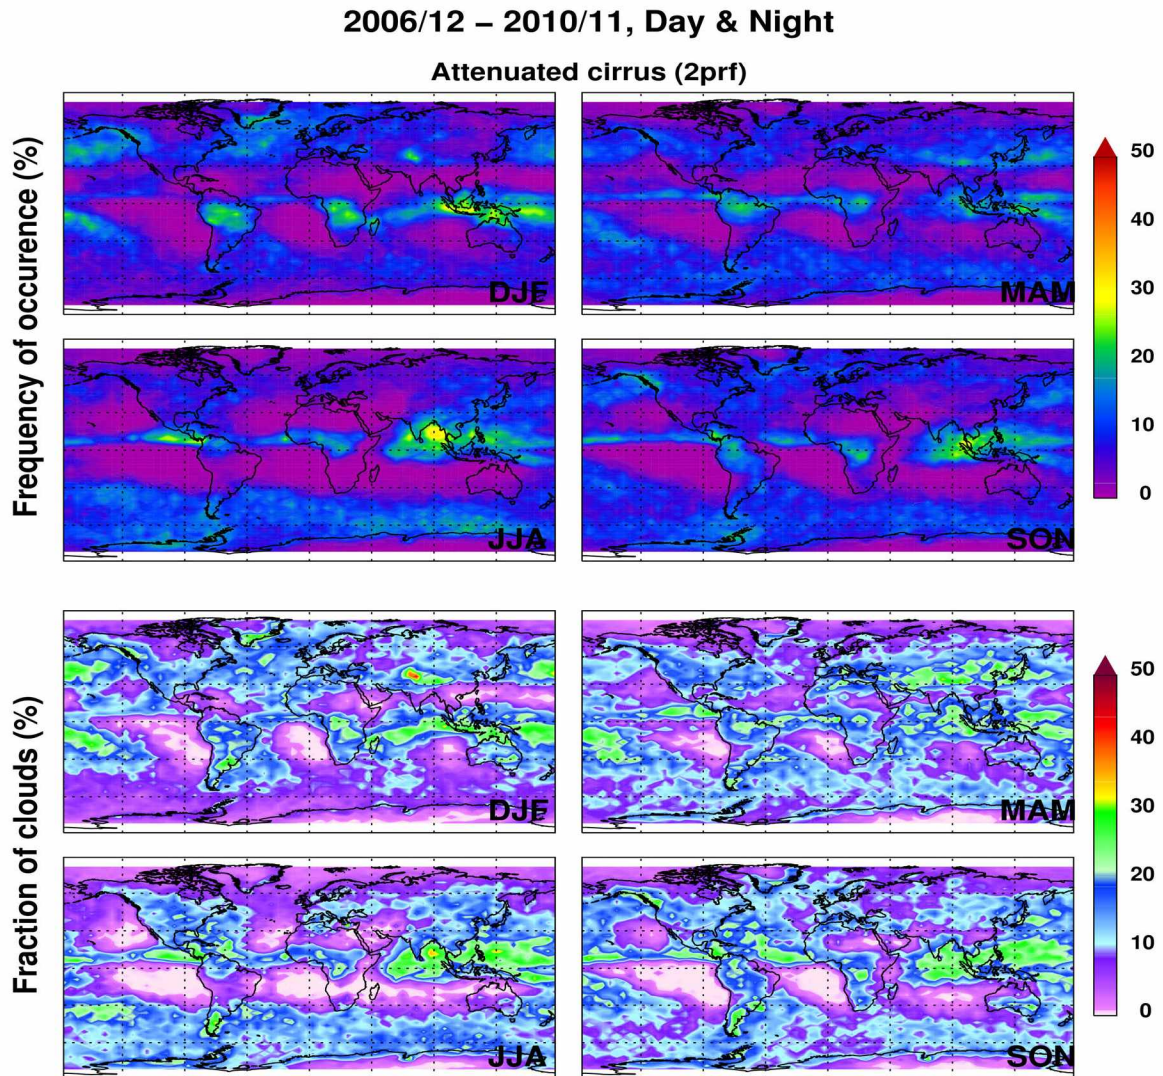 2006/12 – 2010/11, Day & Night
Attenuated cirrus (2prf)
Frequency of occurence (%)
DJF
MAM
50
40
30
20
10
0
JJA
SON
Fraction of clouds (%)
DJF
MAM
50
40
30
20
10
0
JJA
SON